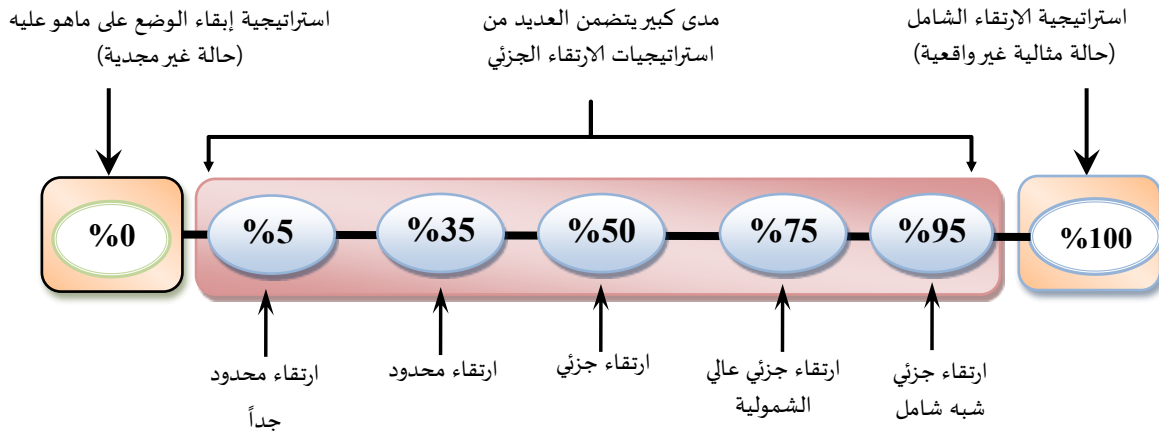 استراتيجية الارتقاء الشامل
(حالة مثالية غير واقعية)
مدى كبير يتضمن العديد من
استراتيجيات الارتقاء الجزئي
استراتيجية إبقاء الوضع على ماهو عليه
(حالة غير مجدية)
%100
%95
%75
%50
%35
%5
%0
ارتقاء جزئي
شبه شامل
ارتقاء جزئي عالي
الشمولية
ارتقاء جزئي
ارتقاء محدود
ارتقاء محدود
جداً